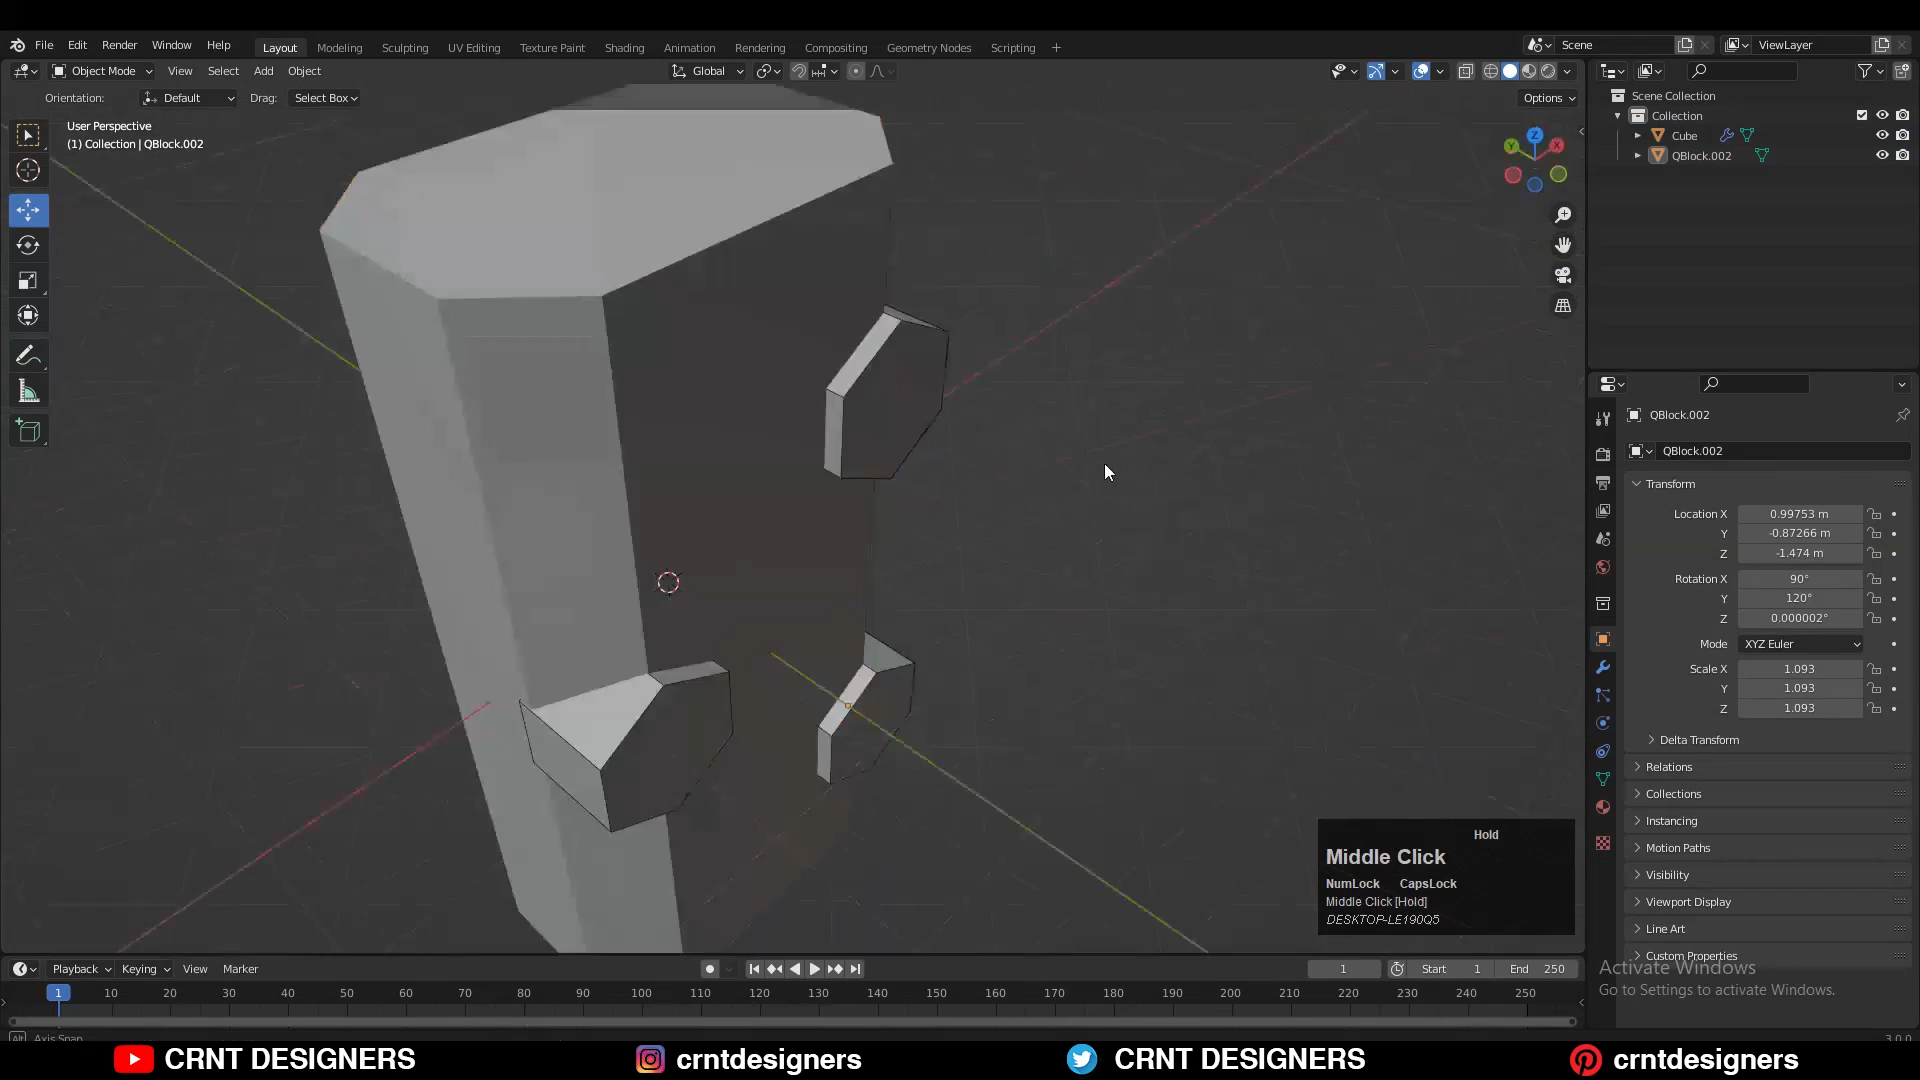 File Edit Render Window Help Layout Modeling Sculpting UV Editing Texture Paint Shading Animation Rendering Compositing Geometry Nodes Scripting + Scene ViewLayer
Object Mode View Select Add Object Global
Orientation: Default Drag: Select Box Options
User Perspective
(1) Collection | QBlock.002
Z
Y
X
Scene Collection
Collection
Cube
QBlock.002
QBlock.002
QBlock.002
Transform
Location X 0.99753 m
Y -0.87266 m
Z -1.474 m
Rotation X 90°
Y 120°
Z 0.000002°
Mode XYZ Euler
Scale X 1.093
Y 1.093
Z 1.093
Delta Transform
Relations
Collections
Instancing
Motion Paths
Visibility
Viewport Display
Line Art
Custom Properties
Activate Windows
Go to Settings to activate Windows.
Hold
Middle Click
NumLock CapsLock
Middle Click [Hold]
DESKTOP-LE190Q5
Playback Keying View Marker 1 Start 1 End 250
1 10 20 30 40 50 60 70 80 90 100 110 120 130 140 150 160 170 180 190 200 210 220 230 240 250
Alt Axis Snap 3.0.0
CRNT DESIGNERS crntdesigners CRNT DESIGNERS crntdesigners